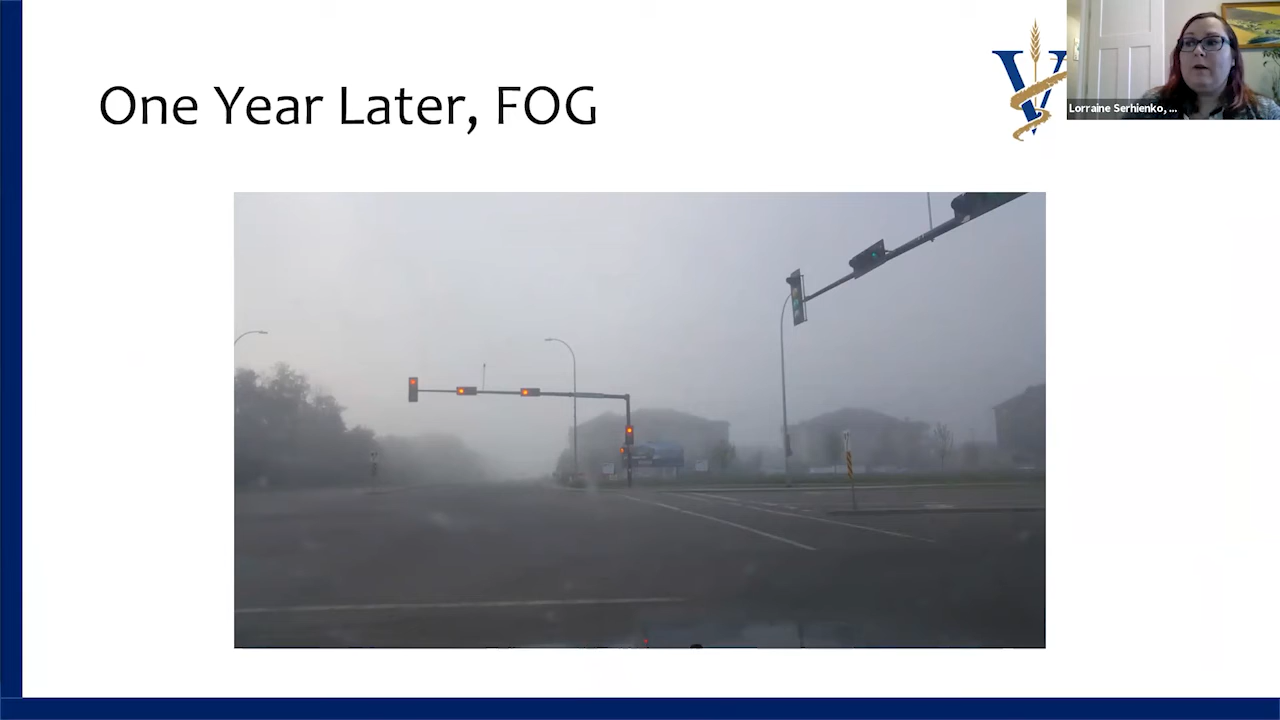 One Year Later, FOG
Lorraine Serhienko, ...